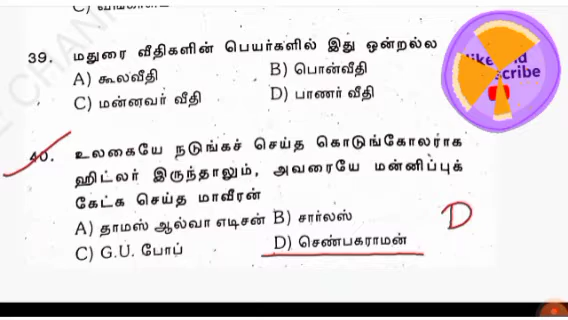 39. மதுரை வீதிகளின் பெயர்களில் இது ஒன்றல்ல
A) கூலவீதி B) பொன்வீதி
C) மன்னவர் வீதி D) பாணர் வீதி
40. உலகையே நடுங்கச் செய்த கொடுங்கோலராக
ஹிட்லர் இருந்தாலும், அவரையே மன்னிப்புக்
கேட்க செய்த மாவீரன்
A) தாமஸ் ஆல்வா எடிசன் B) சார்லஸ்
C) G.U. போப் D) செண்பகராமன்
D